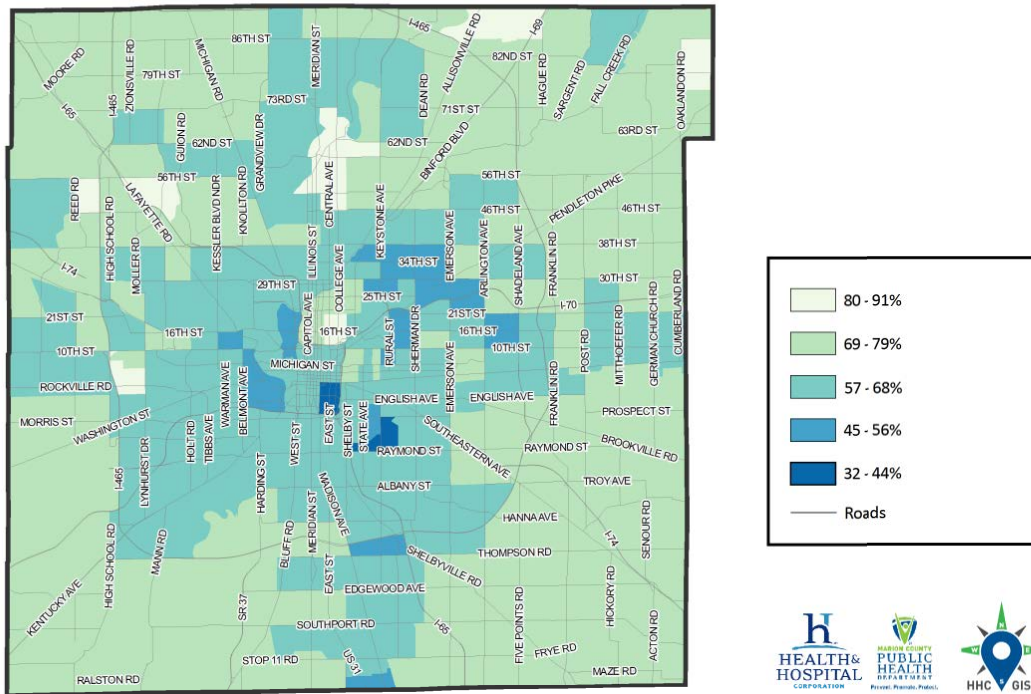 I-465
I-69
86TH ST
MERIDIAN ST
ALLISONVILLE RD
82ND ST
MOORE RD
ZIONSVILLE RD
MICHIGAN RD
79TH ST
I-465
I-65
73RD ST
DEAN RD
71ST ST
HAGUE RD
SARGENT RD
FALL CREEK RD
OAKLANDON RD
GUION RD
62ND ST
GRANDVIEW DR
62ND ST
BINFORD BLVD
63RD ST
56TH ST
CENTRAL AVE
56TH ST
REED RD
LAFAYETTE RD
KESSLER BLVD NDR
KNOLLTON RD
KEYSTONE AVE
46TH ST
PENDLETON PIKE
46TH ST
HIGH SCHOOL RD
MOLLER RD
ILLINOIS ST
COLLEGE AVE
34TH ST
EMERSON AVE
ARLINGTON AVE
SHADELAND AVE
FRANKLIN RD
38TH ST
I-74
29TH ST
25TH ST
30TH ST
I-70
21ST ST
16TH ST
CAPITOL AVE
16TH ST
RURAL ST
SHERMAN DR
21ST ST
16TH ST
10TH ST
10TH ST
POST RD
MITTHOEFER RD
GERMAN CHURCH RD
CUMBERLAND RD
MICHIGAN ST
ROCKVILLE RD
WARMAN AVE
BELMONT AVE
ENGLISH AVE
EMERSON AVE
ENGLISH AVE
FRANKLIN RD
MORRIS ST
WASHINGTON ST
EAST ST
SHELBY ST
STATE AVE
PROSPECT ST
HOLT RD
TIBBS AVE
WEST ST
RAYMOND ST
SOUTHEASTERN AVE
RAYMOND ST
BROOKVILLE RD
I-465
LYNHURST DR
HARDING ST
MADISON AVE
ALBANY ST
TROY AVE
HIGH SCHOOL RD
MANN RD
BLUFF RD
MERIDIAN ST
HANNA AVE
I-74
SENOUR RD
EAST ST
SHELBYVILLE RD
THOMPSON RD
KENTUCKY AVE
SR 37
EDGEWOOD AVE
HICKORY RD
SOUTHPORT RD
I-65
FIVE POINTS RD
ACTON RD
STOP 11 RD
US 31
FRYE RD
RALSTON RD
MAZE RD
80 - 91%
69 - 79%
57 - 68%
45 - 56%
32 - 44%
Roads
h
HEALTH&
HOSPITAL
CORPORATION
MARION COUNTY
PUBLIC
HEALTH
DEPARTMENT
Prevent. Promote. Protect.
N
W
E
S
HHC GIS